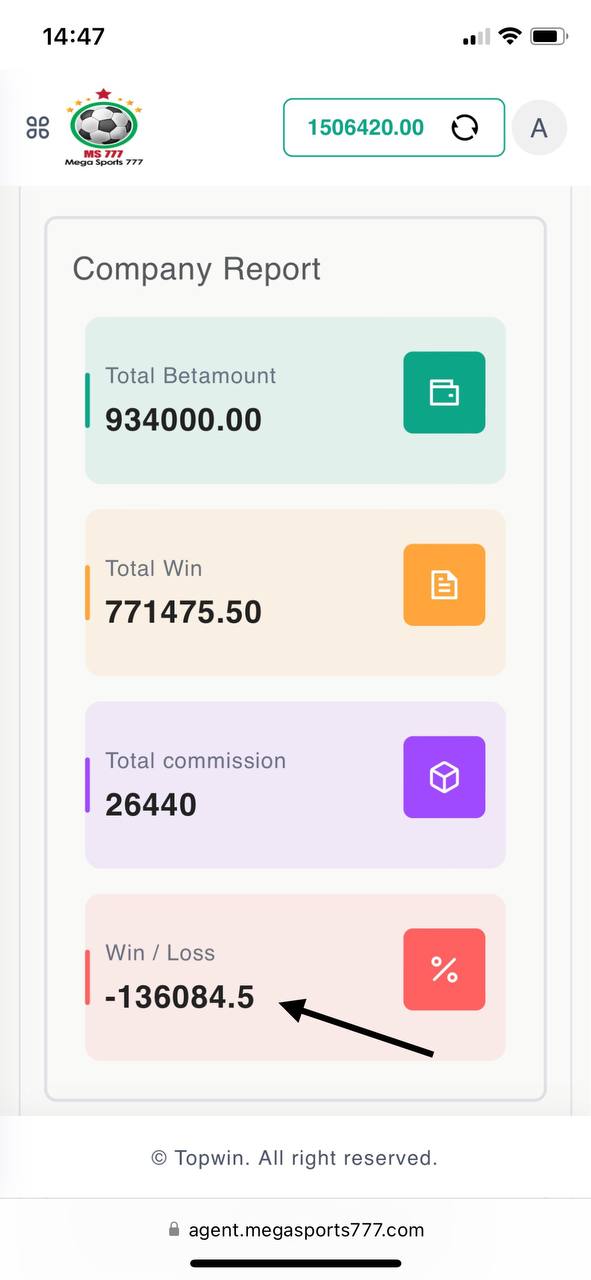 14:47
MS 777
Mega Sports 777
1506420.00
A
Company Report
Total Betamount
934000.00
Total Win
771475.50
Total commission
26440
Win / Loss
-136084.5
© Topwin. All right reserved.
agent.megasports777.com